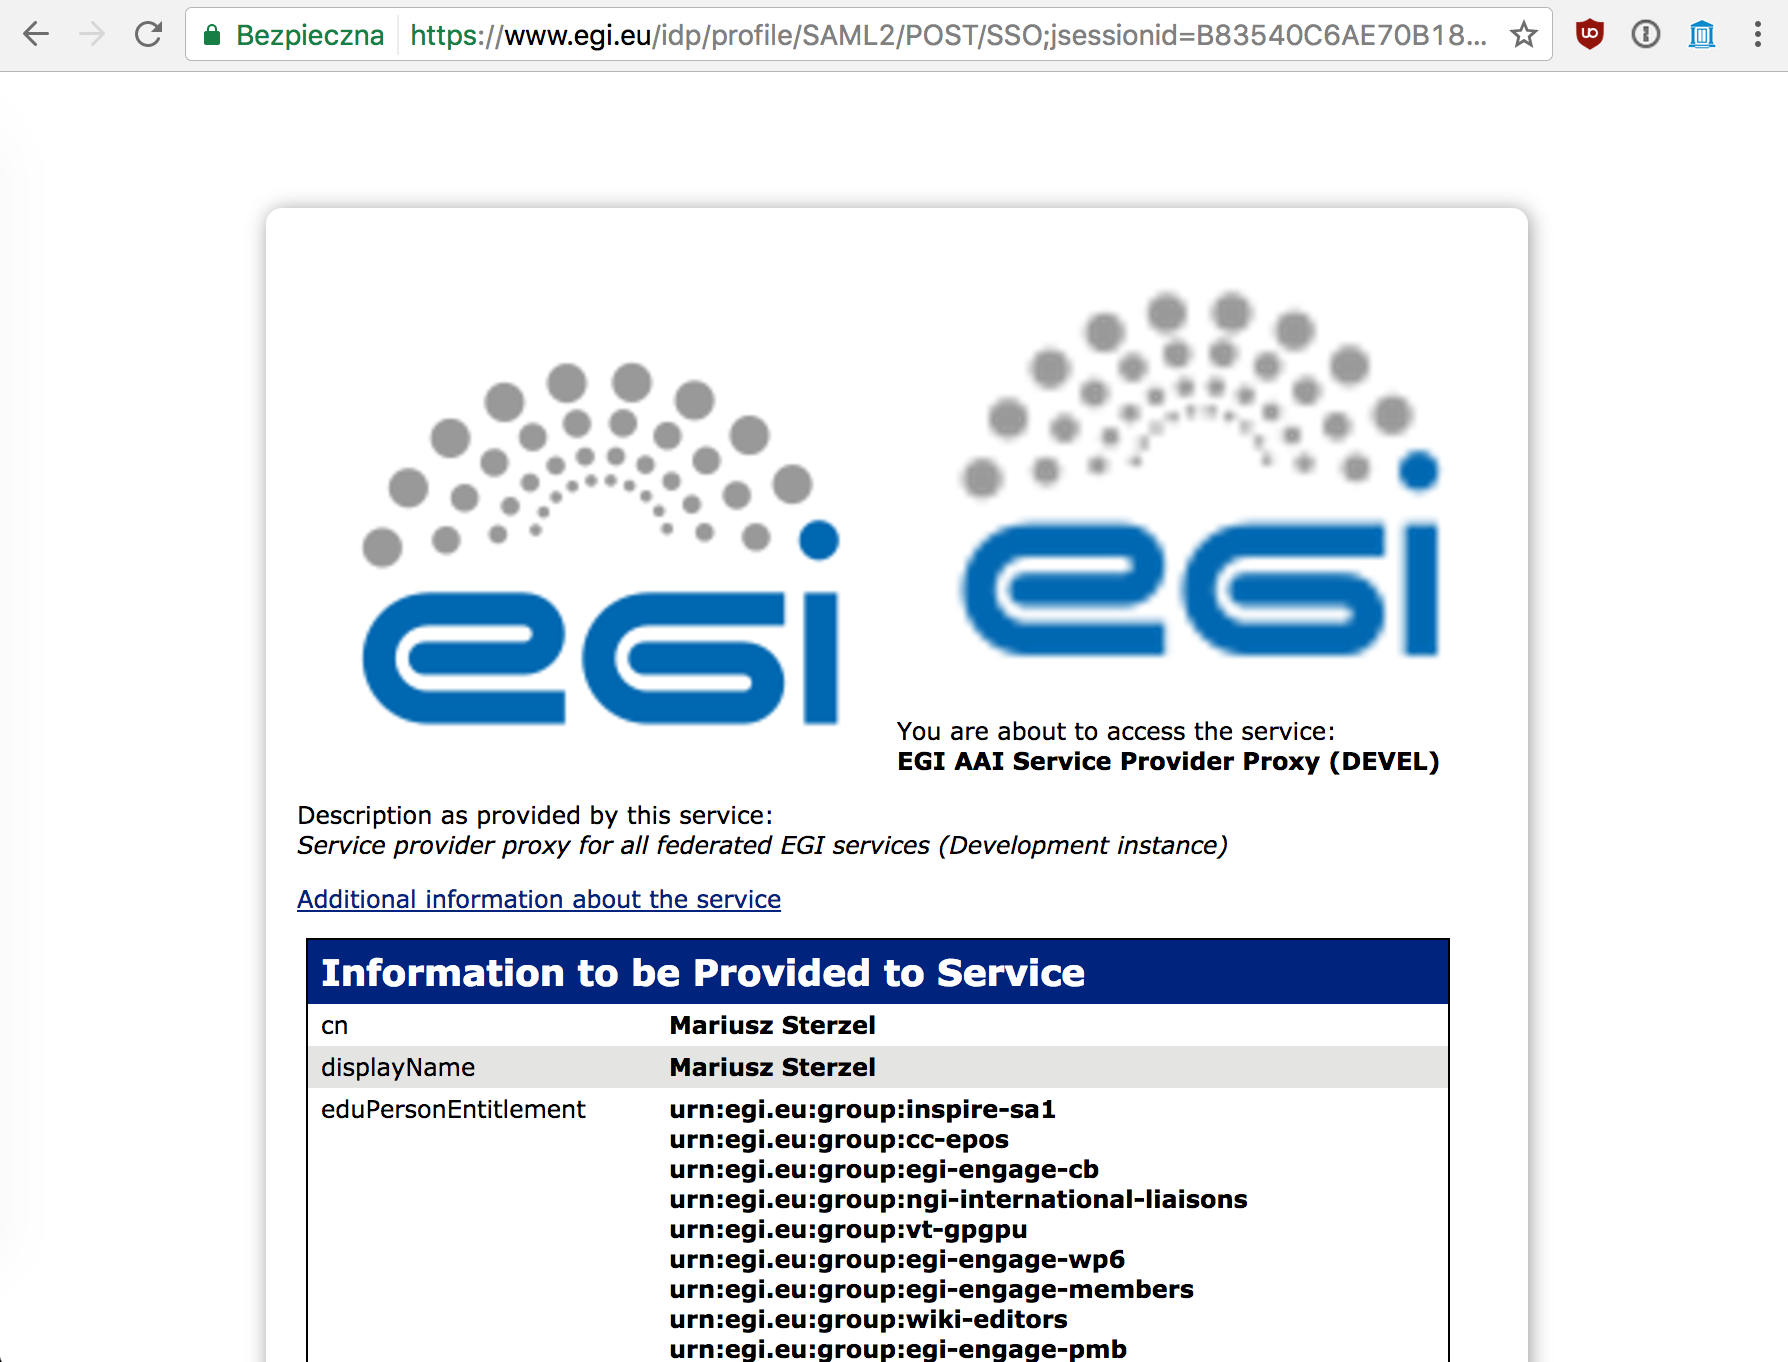 Bezpieczna
https://www.egi.eu/idp/profile/SAML2/POST/SSO;jsessionid=B83540C6AE70B18...
egi
egi
You are about to access the service:
EGI AAI Service Provider Proxy (DEVEL)
Description as provided by this service:
Service provider proxy for all federated EGI services (Development instance)
Additional information about the service
Information to be Provided to Service
cn Mariusz Sterzel
displayName Mariusz Sterzel
eduPersonEntitlement urn:egi.eu:group:inspire-sa1
urn:egi.eu:group:cc-epos
urn:egi.eu:group:egi-engage-cb
urn:egi.eu:group:ngi-international-liaisons
urn:egi.eu:group:vt-gpgpu
urn:egi.eu:group:egi-engage-wp6
urn:egi.eu:group:egi-engage-members
urn:egi.eu:group:wiki-editors
urn:egi.eu:group:egi-engage-pmb